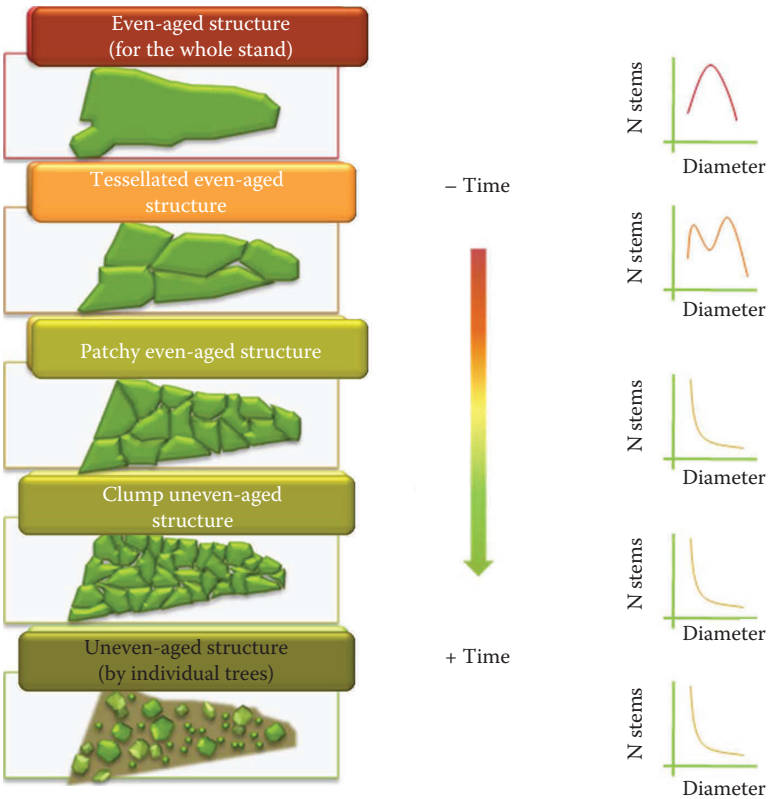 Even-aged structure
(for the whole stand)
N stems
Diameter
Tessellated even-aged
structure
– Time
N stems
Diameter
Patchy even-aged structure
N stems
Diameter
Clump uneven-aged
structure
N stems
Diameter
Uneven-aged structure
(by individual trees)
+ Time
N stems
Diameter